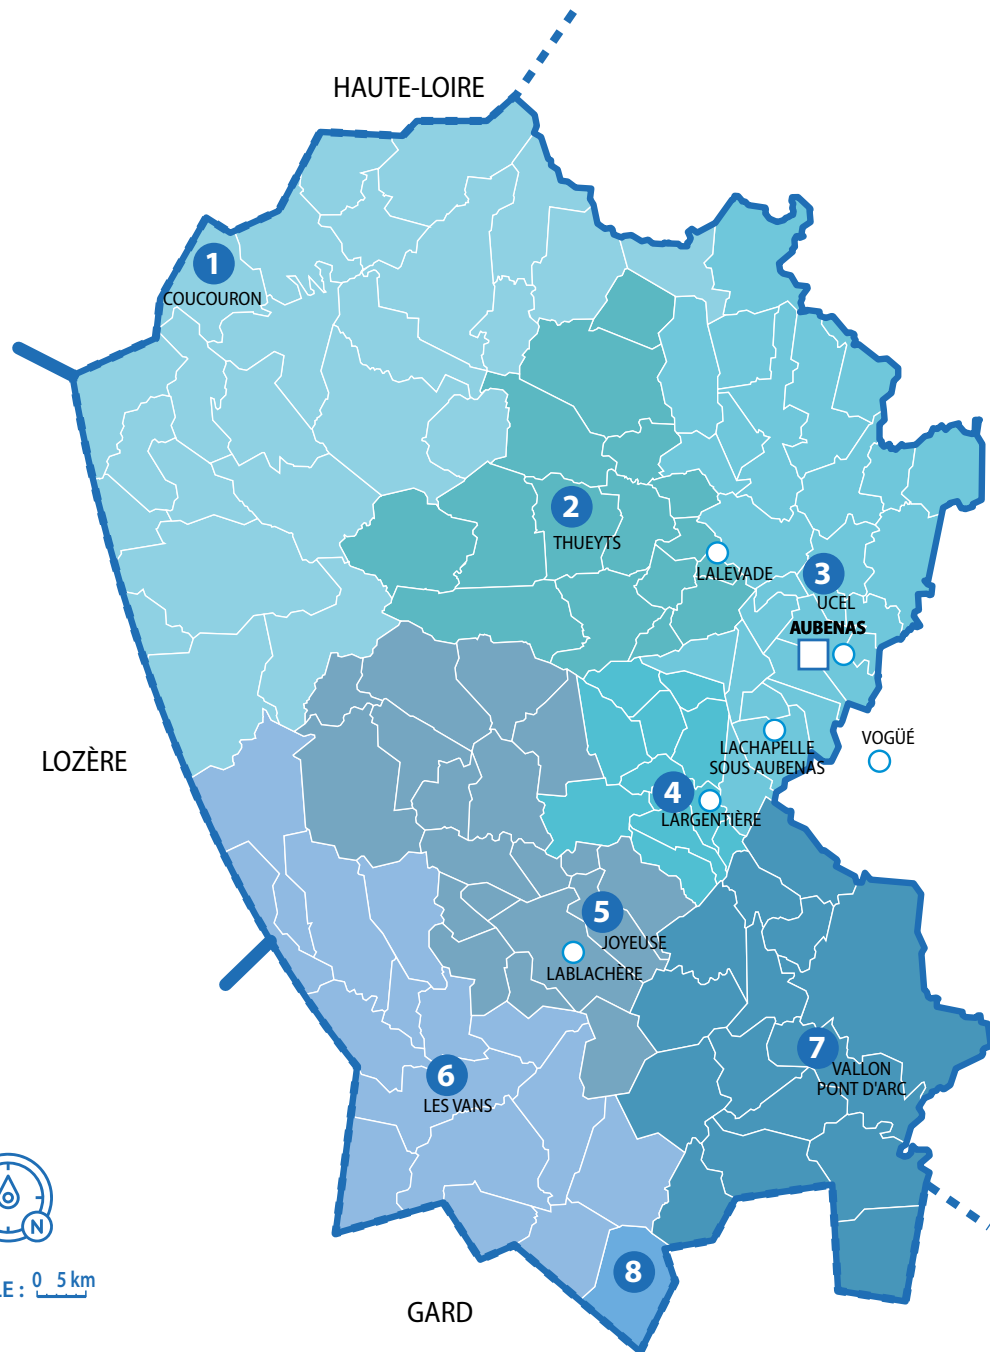 HAUTE-LOIRE
1
COUCOURON
2
THUEYTS
LALEVADE
3
UCEL
AUBENAS
LOZÈRE
VOGÜÉ
LACHAPELLE
SOUS AUBENAS
4
LARGENTIÈRE
5
JOYEUSE
LABLACHÈRE
7
VALLON
PONT D'ARC
6
LES VANS
N
LE : 0 5 km
8
GARD